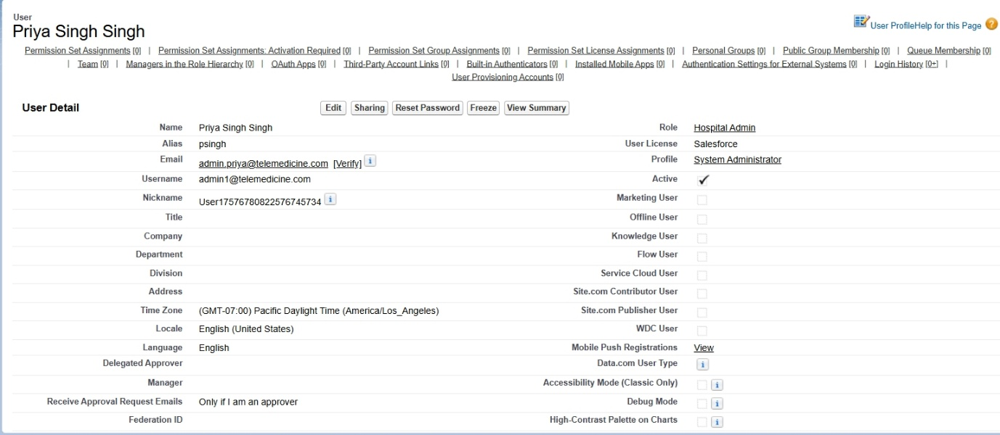 User
Priya Singh Singh
User Profile Help for this Page ?
Permission Set Assignments [0] | Permission Set Assignments: Activation Required [0] | Permission Set Group Assignments [0] | Permission Set License Assignments [0] | Personal Groups [0] | Public Group Membership [0] | Queue Membership [0]
| Team [0] | Managers in the Role Hierarchy [0] | OAuth Apps [0] | Third-Party Account Links [0] | Built-in Authenticators [0] | Installed Mobile Apps [0] | Authentication Settings for External Systems [0] | Login History [0+] |
User Provisioning Accounts [0]
User Detail Edit Sharing Reset Password Freeze View Summary
Name Priya Singh Singh Role Hospital Admin
Alias psingh User License Salesforce
Email admin.priya@telemedicine.com [Verify] i Profile System Administrator
Username admin1@telemedicine.com Active
Nickname User17576780822576745734 i Marketing User
Title Offline User
Company Knowledge User
Department Flow User
Division Service Cloud User
Address Site.com Contributor User
Time Zone (GMT-07:00) Pacific Daylight Time (America/Los_Angeles) Site.com Publisher User
Locale English (United States) WDC User
Language English Mobile Push Registrations View
Delegated Approver Data.com User Type i
Manager Accessibility Mode (Classic Only) i
Receive Approval Request Emails Only if I am an approver Debug Mode i
Federation ID High-Contrast Palette on Charts i